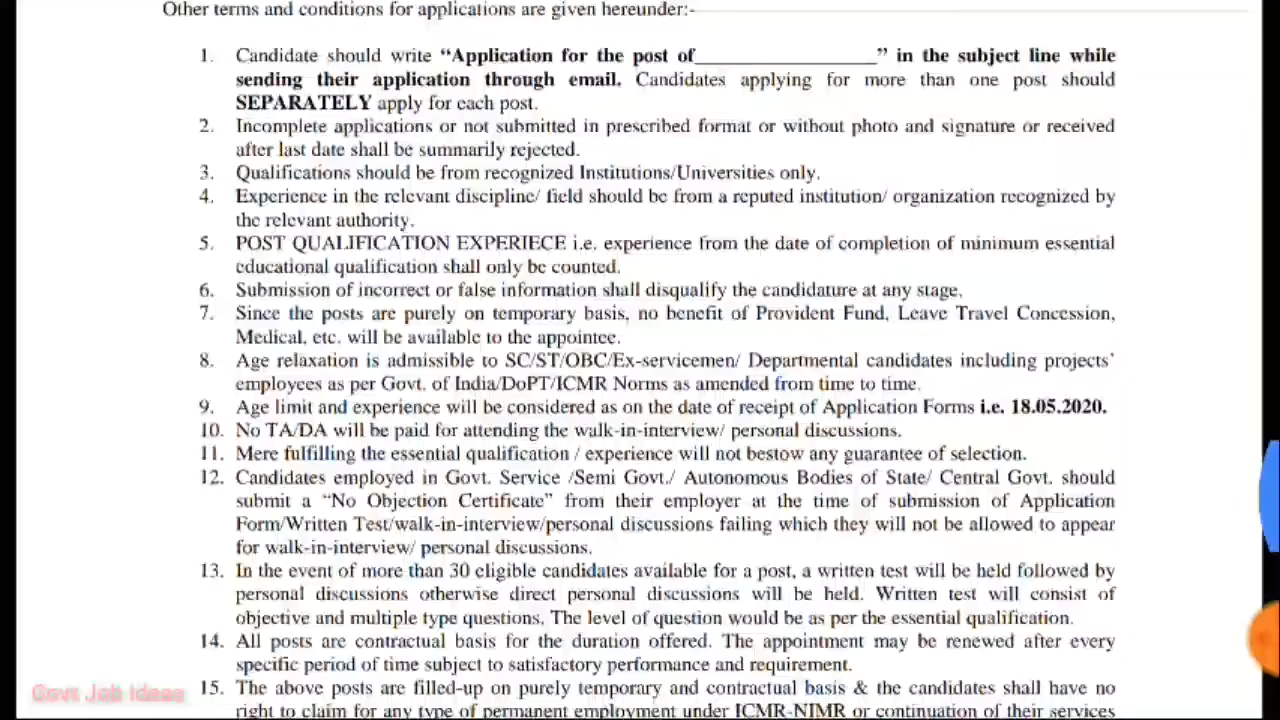 Other terms and conditions for applications are given hereunder:-
1. Candidate should write “Application for the post of_________________” in the subject line while
sending their application through email. Candidates applying for more than one post should
SEPARATELY apply for each post.
2. Incomplete applications or not submitted in prescribed format or without photo and signature or received
after last date shall be summarily rejected.
3. Qualifications should be from recognized Institutions/Universities only.
4. Experience in the relevant discipline/ field should be from a reputed institution/ organization recognized by
the relevant authority.
5. POST QUALIFICATION EXPERIECE i.e. experience from the date of completion of minimum essential
educational qualification shall only be counted.
6. Submission of incorrect or false information shall disqualify the candidature at any stage.
7. Since the posts are purely on temporary basis, no benefit of Provident Fund, Leave Travel Concession,
Medical, etc. will be available to the appointee.
8. Age relaxation is admissible to SC/ST/OBC/Ex-servicemen/ Departmental candidates including projects’
employees as per Govt. of India/DoPT/ICMR Norms as amended from time to time.
9. Age limit and experience will be considered as on the date of receipt of Application Forms i.e. 18.05.2020.
10. No TA/DA will be paid for attending the walk-in-interview/ personal discussions.
11. Mere fulfilling the essential qualification / experience will not bestow any guarantee of selection.
12. Candidates employed in Govt. Service /Semi Govt./ Autonomous Bodies of State/ Central Govt. should
submit a “No Objection Certificate” from their employer at the time of submission of Application
Form/Written Test/walk-in-interview/personal discussions failing which they will not be allowed to appear
for walk-in-interview/ personal discussions.
13. In the event of more than 30 eligible candidates available for a post, a written test will be held followed by
personal discussions otherwise direct personal discussions will be held. Written test will consist of
objective and multiple type questions. The level of question would be as per the essential qualification.
14. All posts are contractual basis for the duration offered. The appointment may be renewed after every
specific period of time subject to satisfactory performance and requirement.
15. The above posts are filled-up on purely temporary and contractual basis & the candidates shall have no
right to claim for any type of permanent employment under ICMR-NIMR or continuation of their services
Govt Job Ideas